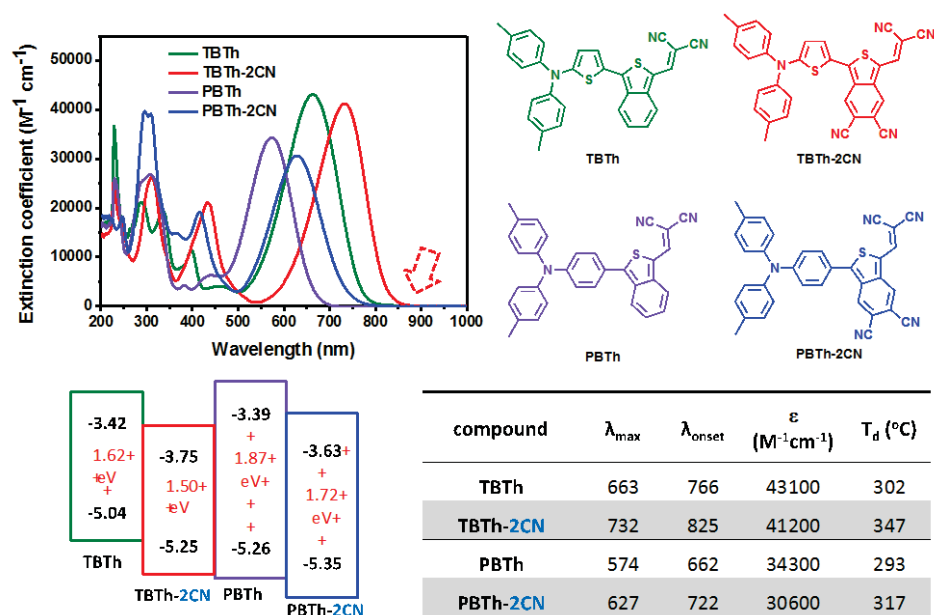 Extinction coefficient (M⁻¹ cm⁻¹)
50000
40000
30000
20000
10000
0
TBTh
TBTh-2CN
PBTh
PBTh-2CN
200 300 400 500 600 700 800 900 1000
Wavelength (nm)
CN
CN
S
S
N
TBTh
CN
CN
S
S
N
CN
CN
TBTh-2CN
CN
CN
S
N
PBTh
CN
CN
S
N
CN
NC
PBTh-2CN
-3.42
1.62+
+eV
+
-5.04
TBTh
-3.75
1.50+
+eV
-5.25
TBTh-2CN
-3.39
+
1.87+
eV+
+
+
-5.26
PBTh
-3.63+
+
1.72+
eV+
+
-5.35
PBTh-2CN
compound λmax λonset ε (M⁻¹cm⁻¹) Td (°C)
TBTh 663 766 43100 302
TBTh-2CN 732 825 41200 347
PBTh 574 662 34300 293
PBTh-2CN 627 722 30600 317